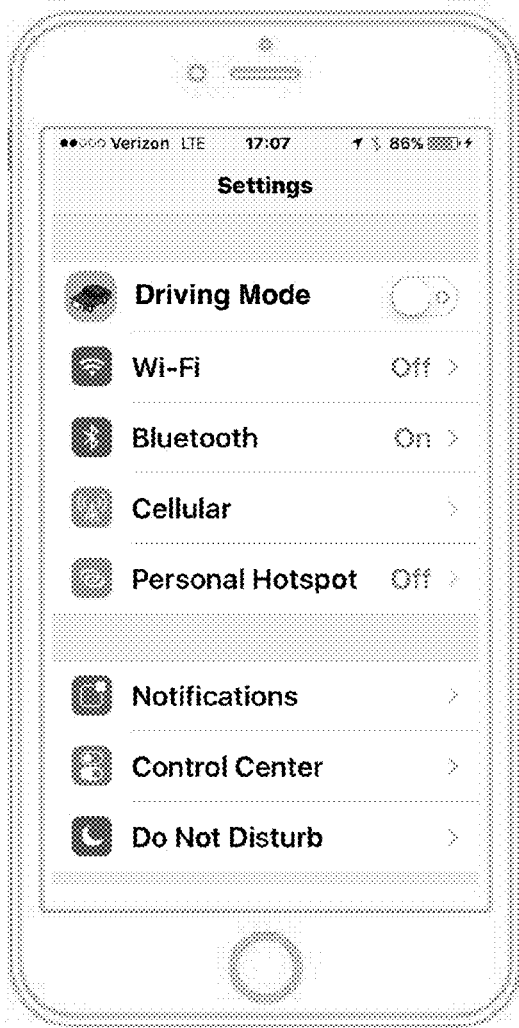 Verizon LTE 17:07 86%
Settings
Driving Mode
Wi-Fi Off
Bluetooth On
Cellular
Personal Hotspot Off
Notifications
Control Center
Do Not Disturb